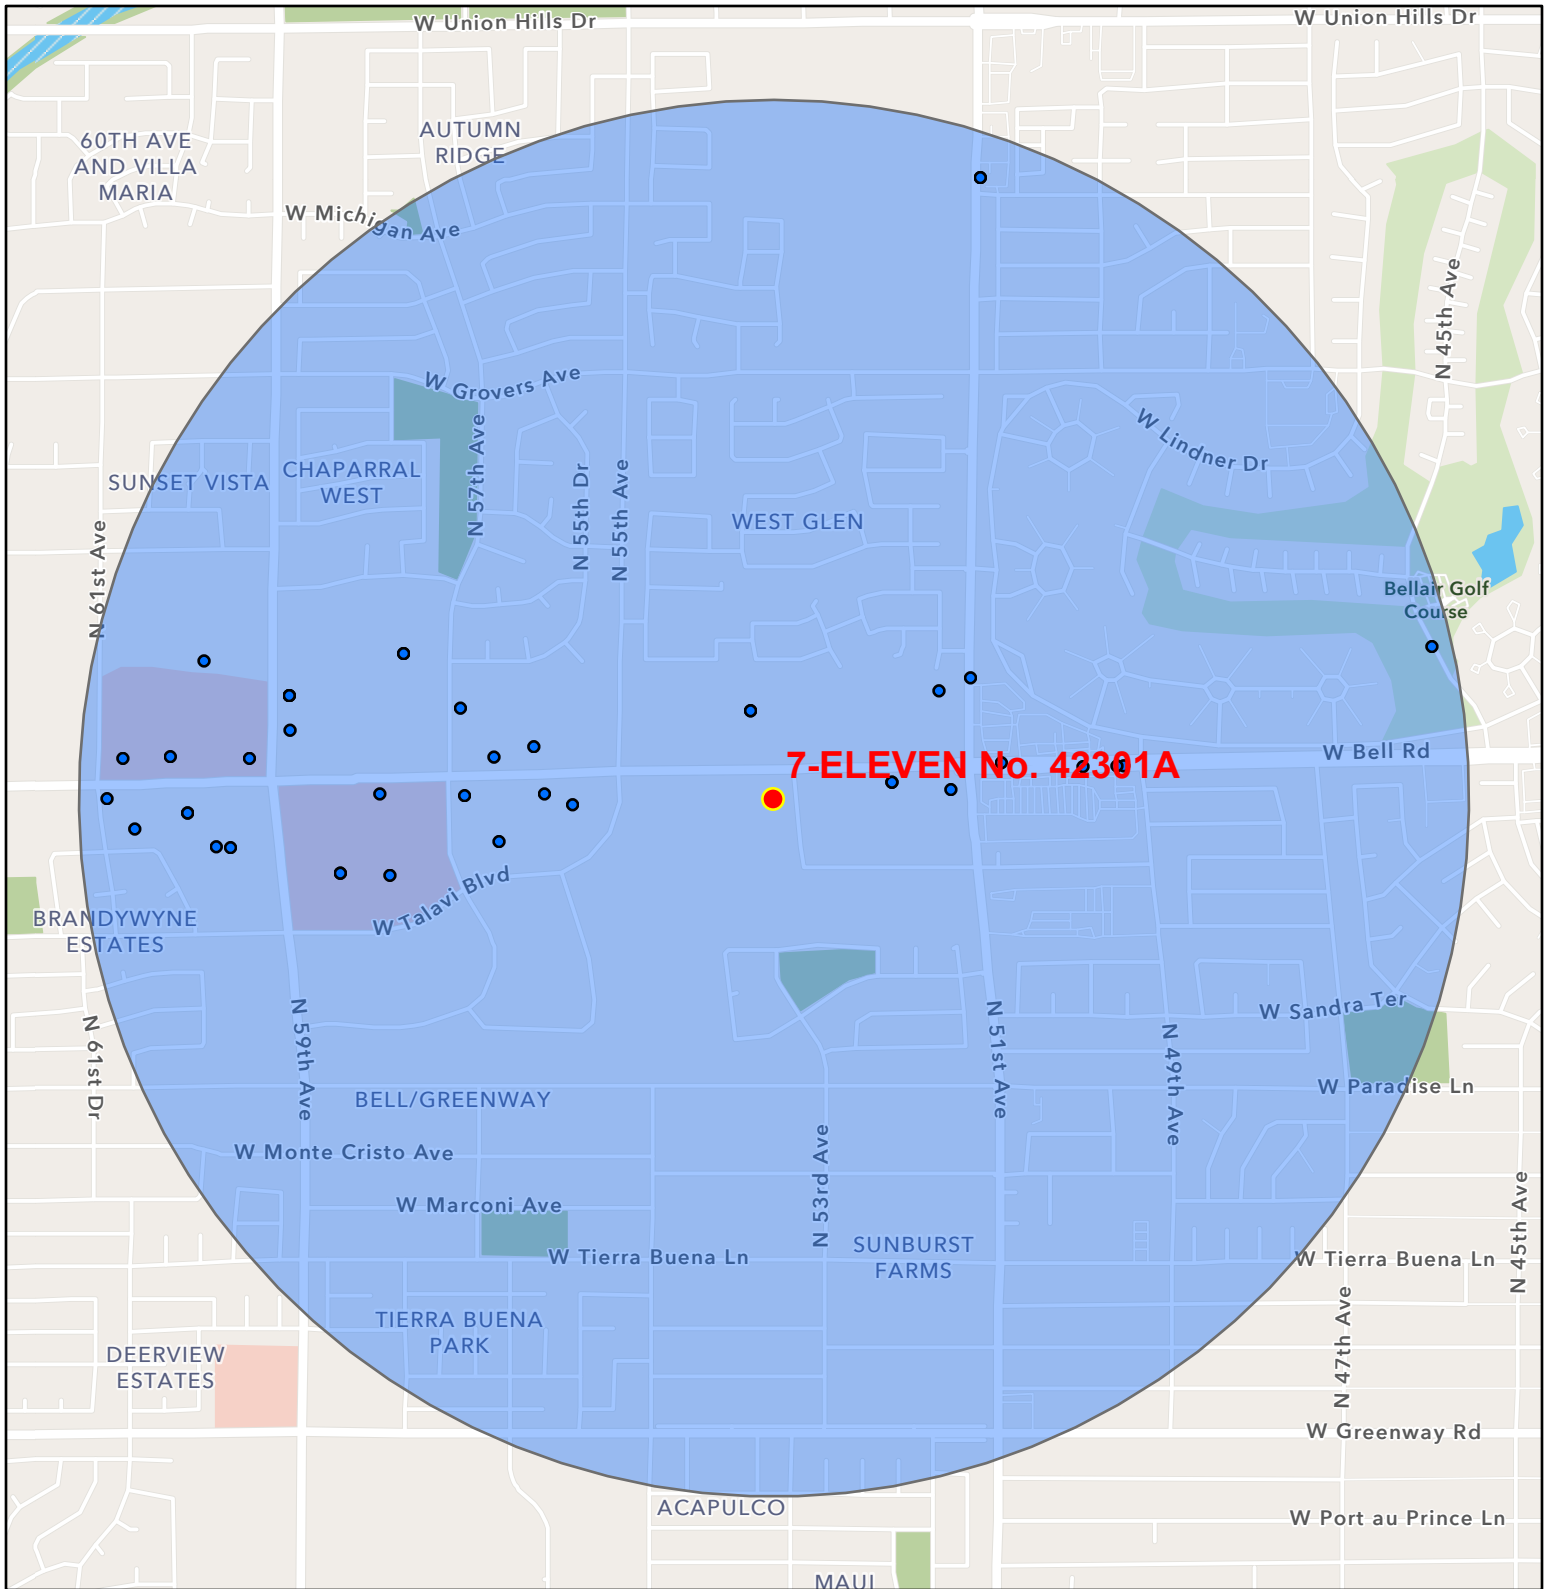 W Union Hills Dr
W Union Hills Dr
60TH AVE
AND VILLA
MARIA
AUTUMN
RIDGE
W Michigan Ave
N 45th Ave
W Grovers Ave
W Lindner Dr
SUNSET VISTA
CHAPARRAL
WEST
N 57th Ave
N 55th Dr
N 55th Ave
WEST GLEN
N 61st Ave
Bellair Golf
Course
W Bell Rd
7-ELEVEN No. 42301A
W Talavi Blvd
BRANDYWYNE
ESTATES
N 61st Dr
N 59th Ave
N 51st Ave
N 49th Ave
W Sandra Ter
W Paradise Ln
BELL/GREENWAY
W Monte Cristo Ave
N 53rd Ave
W Marconi Ave
N 45th Ave
SUNBURST
FARMS
W Tierra Buena Ln
W Tierra Buena Ln
TIERRA BUENA
PARK
N 47th Ave
DEERVIEW
ESTATES
W Greenway Rd
ACAPULCO
W Port au Prince Ln
MAUI